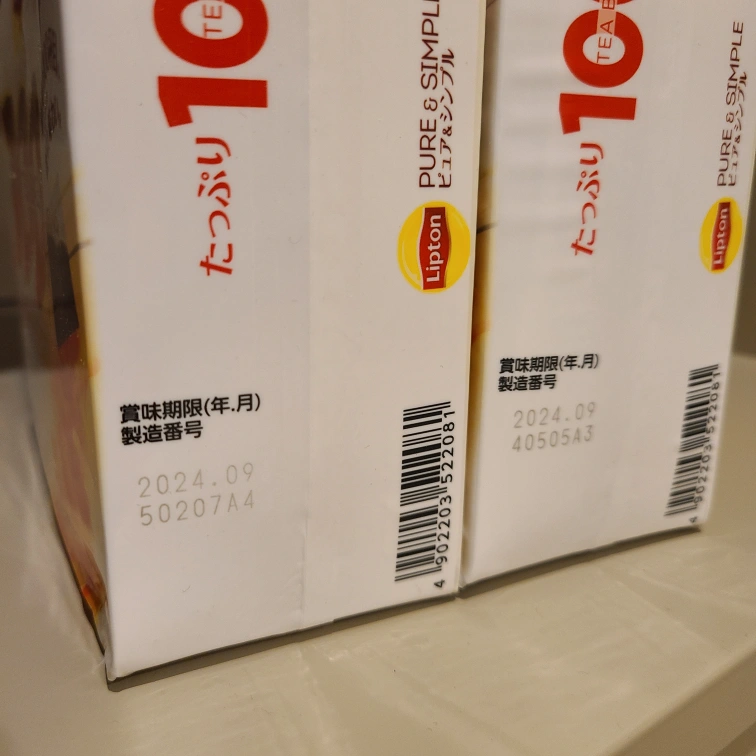 たっぷり
10
TEA
PURE & SIMPLE
ピュア&シンプル
Lipton
賞味期限(年.月)
製造番号
2024.09
50207A4
4 902203 522081
たっぷり
10
TEA
PURE & SIMPLE
ピュア&シンプル
Lipton
賞味期限(年.月)
製造番号
2024.09
40505A3
4 902203 522081